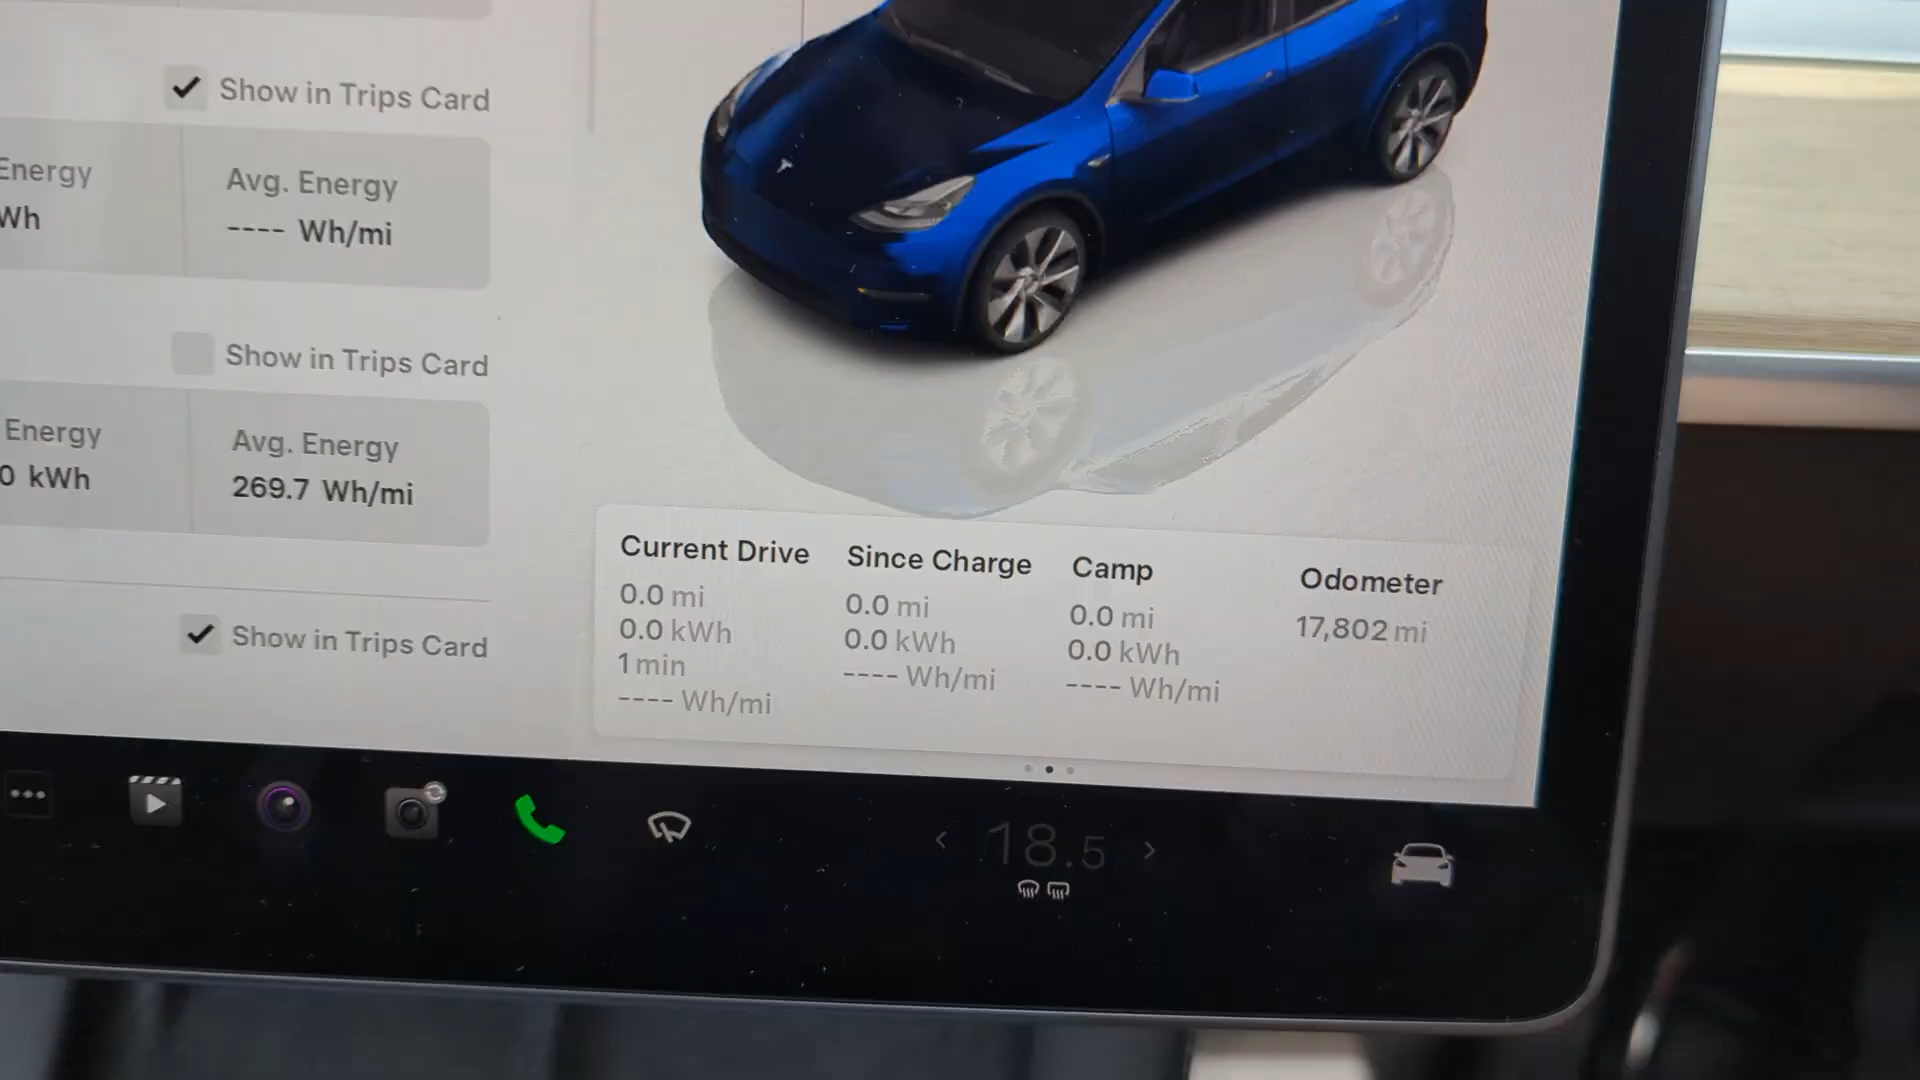 Show in Trips Card
Energy
Wh
Avg. Energy
---- Wh/mi
Show in Trips Card
Energy
0 kWh
Avg. Energy
269.7 Wh/mi
Show in Trips Card
Current Drive
0.0 mi
0.0 kWh
1 min
---- Wh/mi
Since Charge
0.0 mi
0.0 kWh
---- Wh/mi
Camp
0.0 mi
0.0 kWh
---- Wh/mi
Odometer
17,802 mi
18.5